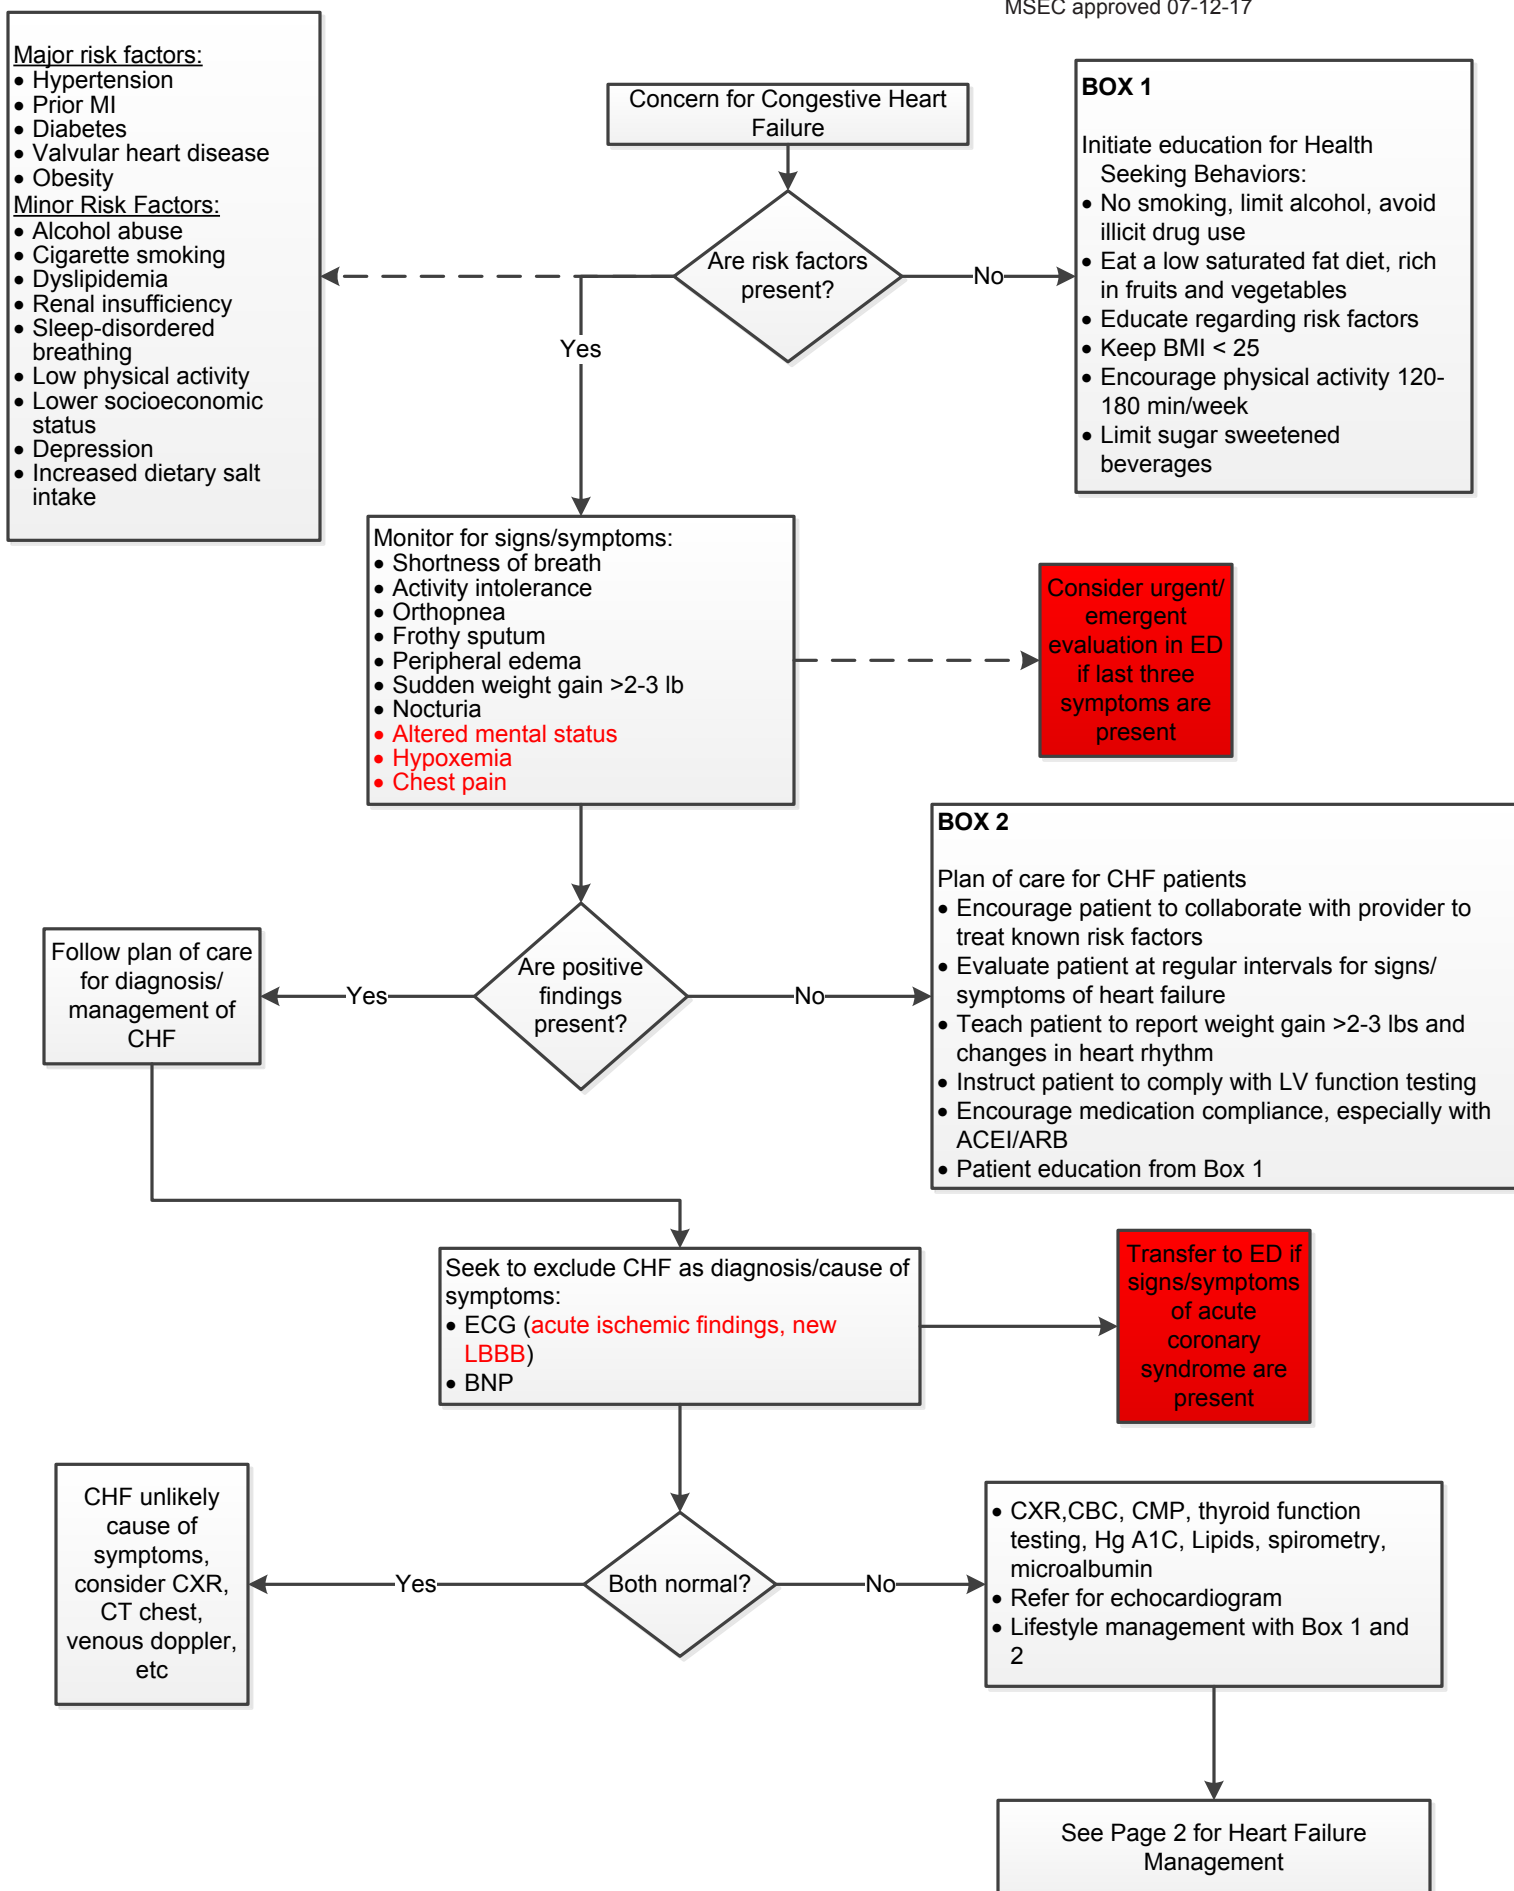 MSEC approved 07-12-17
Major risk factors:
• Hypertension
• Prior MI
• Diabetes
• Valvular heart disease
• Obesity
Minor Risk Factors:
• Alcohol abuse
• Cigarette smoking
• Dyslipidemia
• Renal insufficiency
• Sleep-disordered
breathing
• Low physical activity
• Lower socioeconomic
status
• Depression
• Increased dietary salt
intake
Concern for Congestive Heart
Failure
Are risk factors
present?
No
Yes
BOX 1
Initiate education for Health
Seeking Behaviors:
• No smoking, limit alcohol, avoid
illicit drug use
• Eat a low saturated fat diet, rich
in fruits and vegetables
• Educate regarding risk factors
• Keep BMI < 25
• Encourage physical activity 120-
180 min/week
• Limit sugar sweetened
beverages
Monitor for signs/symptoms:
• Shortness of breath
• Activity intolerance
• Orthopnea
• Frothy sputum
• Peripheral edema
• Sudden weight gain >2-3 lb
• Nocturia
• Altered mental status
• Hypoxemia
• Chest pain
Consider urgent/
emergent
evaluation in ED
if last three
symptoms are
present
Are positive
findings
present?
Yes
No
Follow plan of care
for diagnosis/
management of
CHF
BOX 2
Plan of care for CHF patients
• Encourage patient to collaborate with provider to
treat known risk factors
• Evaluate patient at regular intervals for signs/
symptoms of heart failure
• Teach patient to report weight gain >2-3 lbs and
changes in heart rhythm
• Instruct patient to comply with LV function testing
• Encourage medication compliance, especially with
ACEI/ARB
• Patient education from Box 1
Seek to exclude CHF as diagnosis/cause of
symptoms:
• ECG (acute ischemic findings, new
LBBB)
• BNP
Transfer to ED if
signs/symptoms
of acute
coronary
syndrome are
present
Both normal?
Yes
No
CHF unlikely
cause of
symptoms,
consider CXR,
CT chest,
venous doppler,
etc
• CXR,CBC, CMP, thyroid function
testing, Hg A1C, Lipids, spirometry,
microalbumin
• Refer for echocardiogram
• Lifestyle management with Box 1 and
2
See Page 2 for Heart Failure
Management